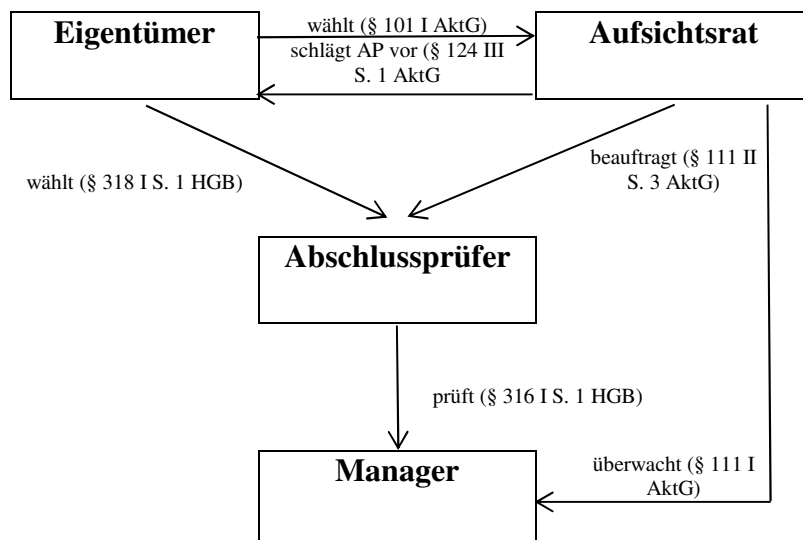 Eigentümer
wählt (§ 101 I AktG)
schlägt AP vor (§ 124 III
S. 1 AktG
Aufsichtsrat
wählt (§ 318 I S. 1 HGB)
beauftragt (§ 111 II
S. 3 AktG)
Abschlussprüfer
prüft (§ 316 I S. 1 HGB)
Manager
überwacht (§ 111 I
AktG)